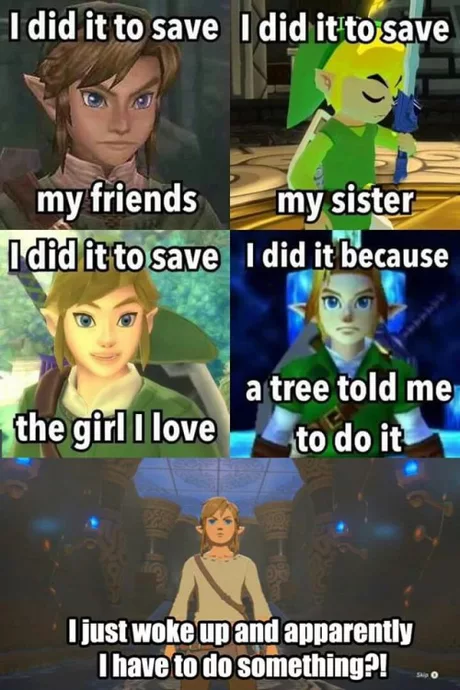 I did it to save
my friends
I did it to save
my sister
I did it to save
the girl I love
I did it because
a tree told me
to do it
I just woke up and apparently
I have to do something?!
Skip